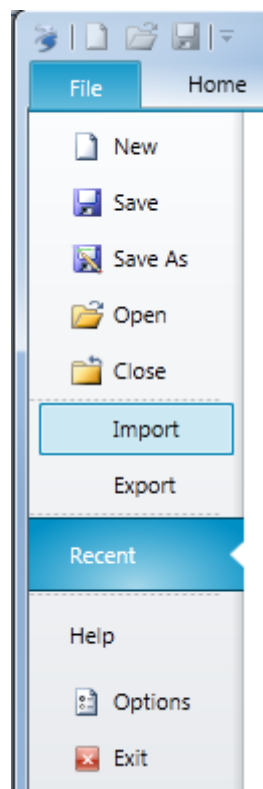 File Home
New
Save
Save As
Open
Close
Import
Export
Recent
Help
Options
Exit